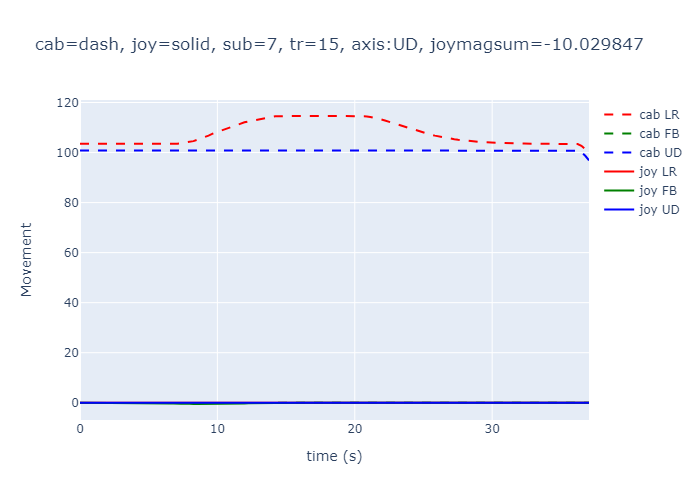 cab=dash, joy=solid, sub=7, tr=15, axis:UD, joymagsum=-10.029847
120
100
80
60
40
20
0
Movement
0 10 20 30
time (s)
cab LR
cab FB
cab UD
joy LR
joy FB
joy UD